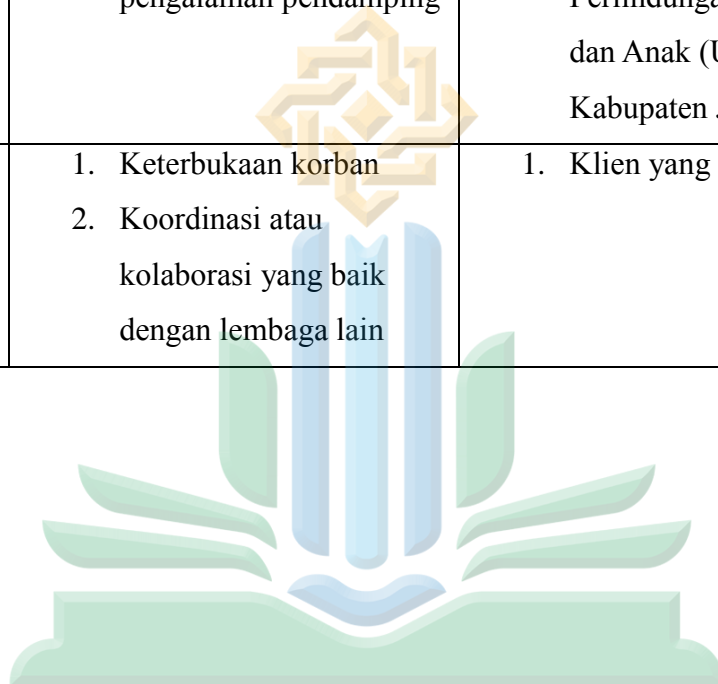 pengalaman pendamping
dan Anak (
Kabupaten
1. Keterbukaan korban
2. Koordinasi atau
kolaborasi yang baik
dengan lembaga lain
1. Klien yang